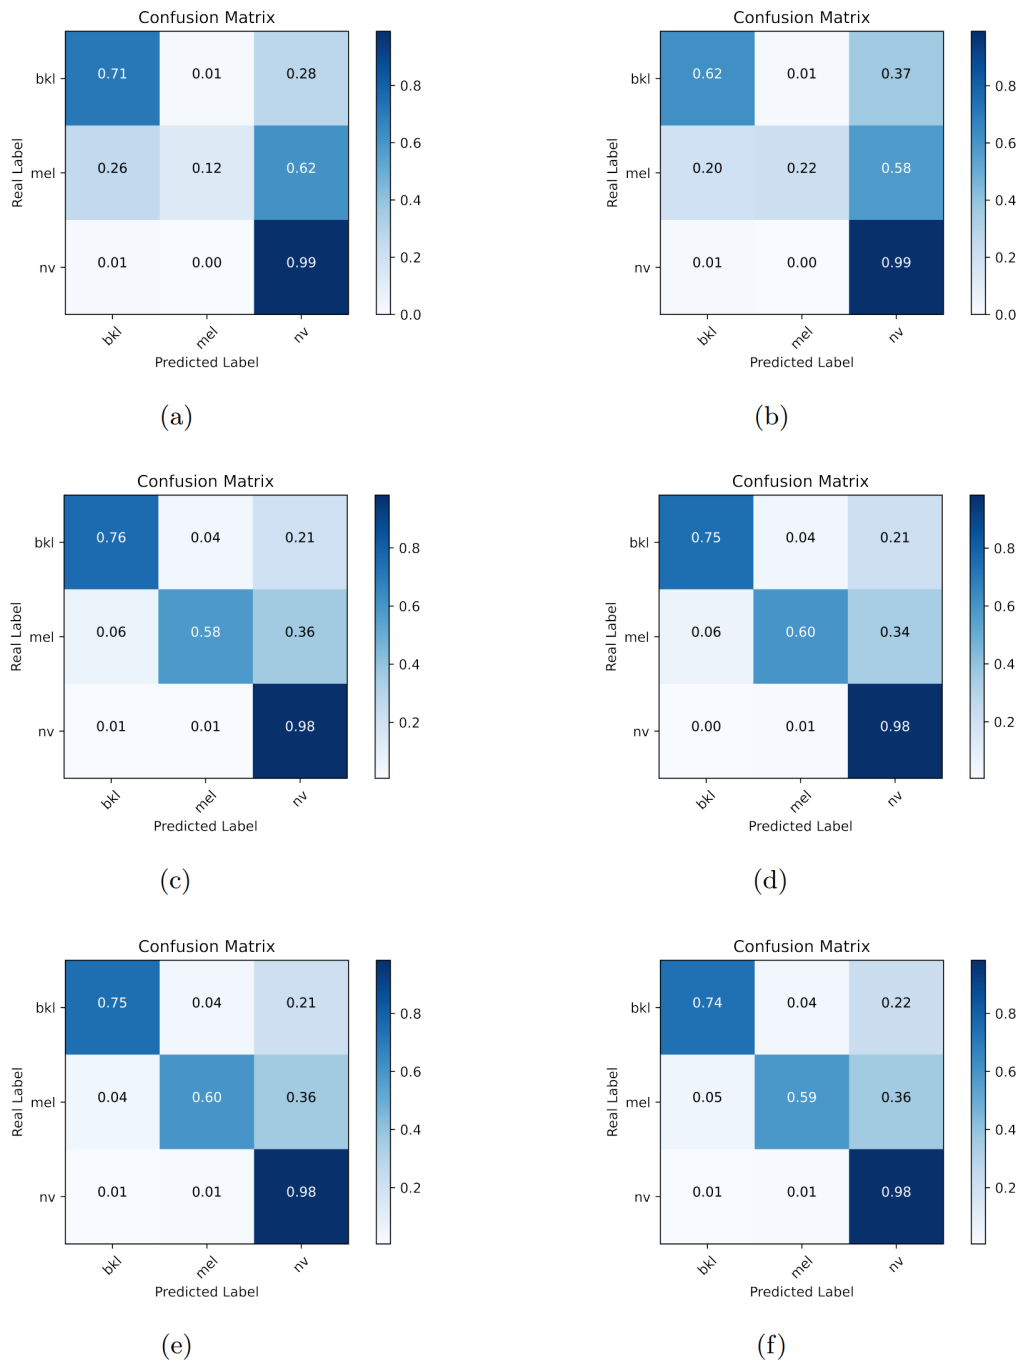 Confusion Matrix
bkl 0.71 0.01 0.28
mel 0.26 0.12 0.62
nv 0.01 0.00 0.99
bkl mel nv
Real Label
Predicted Label
0.8
0.6
0.4
0.2
0.0
(a)
Confusion Matrix
bkl 0.62 0.01 0.37
mel 0.20 0.22 0.58
nv 0.01 0.00 0.99
bkl mel nv
Real Label
Predicted Label
0.8
0.6
0.4
0.2
0.0
(b)
Confusion Matrix
bkl 0.76 0.04 0.21
mel 0.06 0.58 0.36
nv 0.01 0.01 0.98
bkl mel nv
Real Label
Predicted Label
0.8
0.6
0.4
0.2
(c)
Confusion Matrix
bkl 0.75 0.04 0.21
mel 0.06 0.60 0.34
nv 0.00 0.01 0.98
bkl mel nv
Real Label
Predicted Label
0.8
0.6
0.4
0.2
(d)
Confusion Matrix
bkl 0.75 0.04 0.21
mel 0.04 0.60 0.36
nv 0.01 0.01 0.98
bkl mel nv
Real Label
Predicted Label
0.8
0.6
0.4
0.2
(e)
Confusion Matrix
bkl 0.74 0.04 0.22
mel 0.05 0.59 0.36
nv 0.01 0.01 0.98
bkl mel nv
Real Label
Predicted Label
0.8
0.6
0.4
0.2
(f)